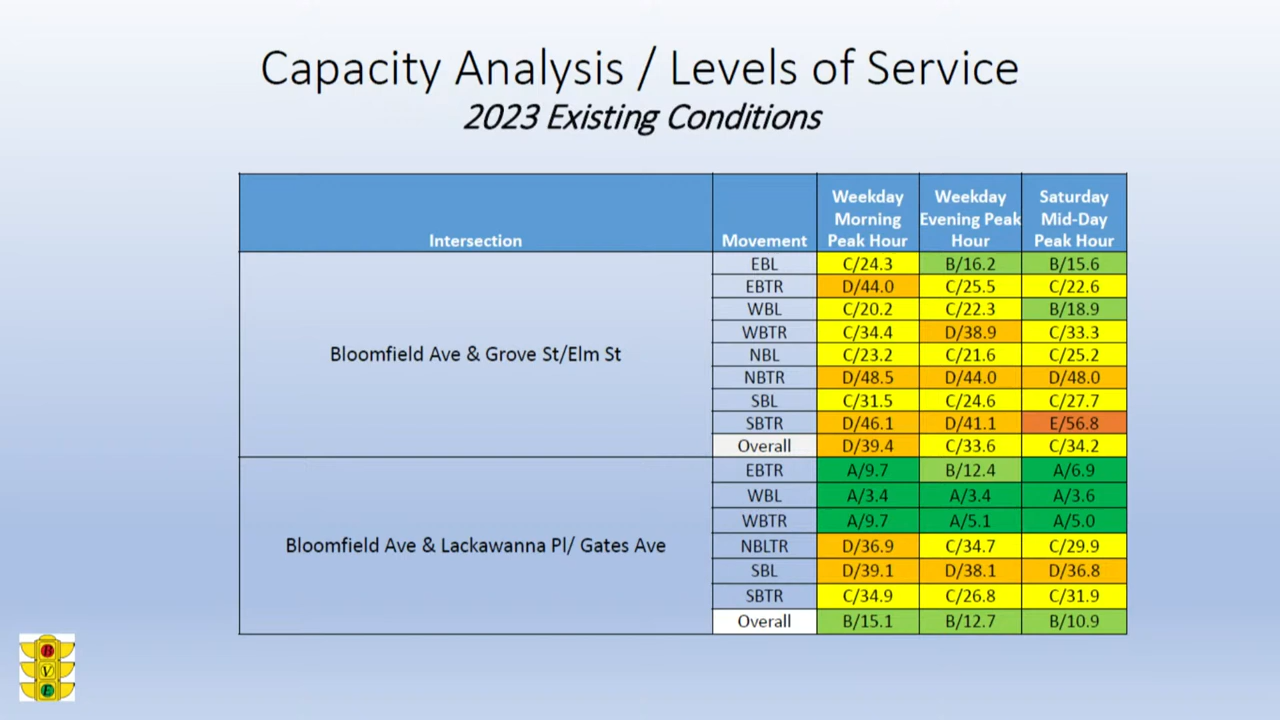 Capacity Analysis / Levels of Service
2023 Existing Conditions
Intersection Movement Weekday Morning Peak Hour Weekday Evening Peak Hour Saturday Mid-Day Peak Hour
Bloomfield Ave & Grove St/Elm St
EBL C/24.3 B/16.2 B/15.6
EBTR D/44.0 C/25.5 C/22.6
WBL C/20.2 C/22.3 B/18.9
WBTR C/34.4 D/38.9 C/33.3
NBL C/23.2 C/21.6 C/25.2
NBTR D/48.5 D/44.0 D/48.0
SBL C/31.5 C/24.6 C/27.7
SBTR D/46.1 D/41.1 E/56.8
Overall D/39.4 C/33.6 C/34.2
Bloomfield Ave & Lackawanna Pl/ Gates Ave
EBTR A/9.7 B/12.4 A/6.9
WBL A/3.4 A/3.4 A/3.6
WBTR A/9.7 A/5.1 A/5.0
NBLTR D/36.9 C/34.7 C/29.9
SBL D/39.1 D/38.1 D/36.8
SBTR C/34.9 C/26.8 C/31.9
Overall B/15.1 B/12.7 B/10.9
B
V
E